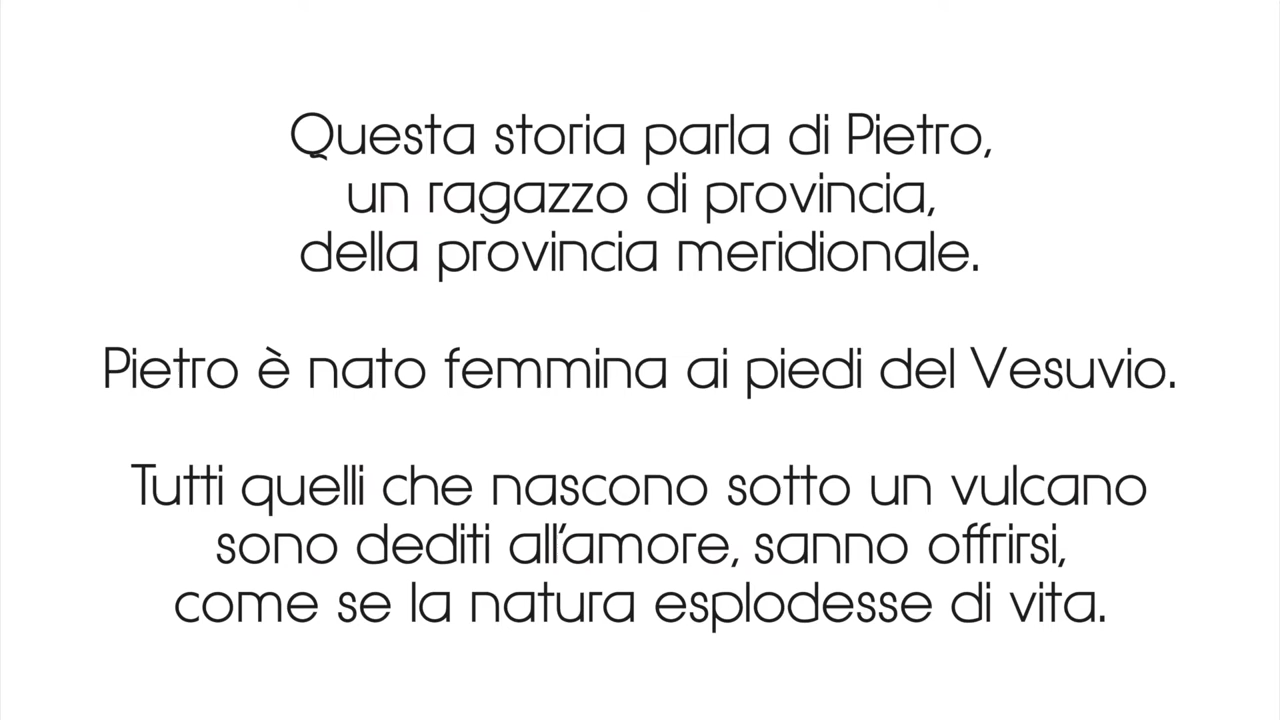 Questa storia parla di Pietro,
un ragazzo di provincia,
della provincia meridionale.
Pietro è nato femmina ai piedi del Vesuvio.
Tutti quelli che nascono sotto un vulcano
sono dediti all'amore, sanno offrirsi,
come se la natura esplodesse di vita.